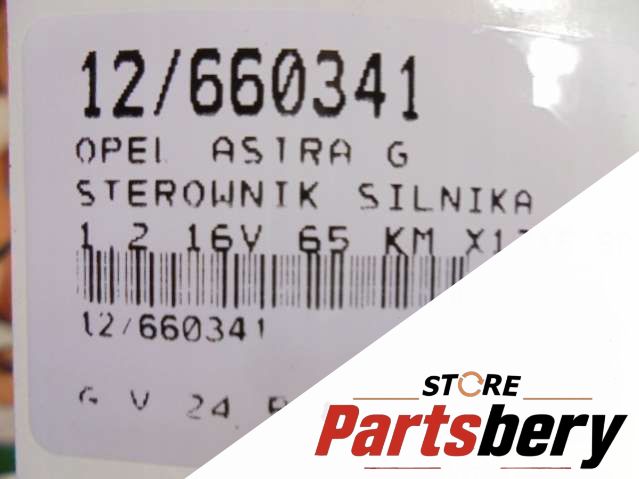 12/660341
OPEL ASTRA G
STEROWNIK SILNIKA
1.2 16V 65 KM
12/660341
G V 24
STORE
Partsbery